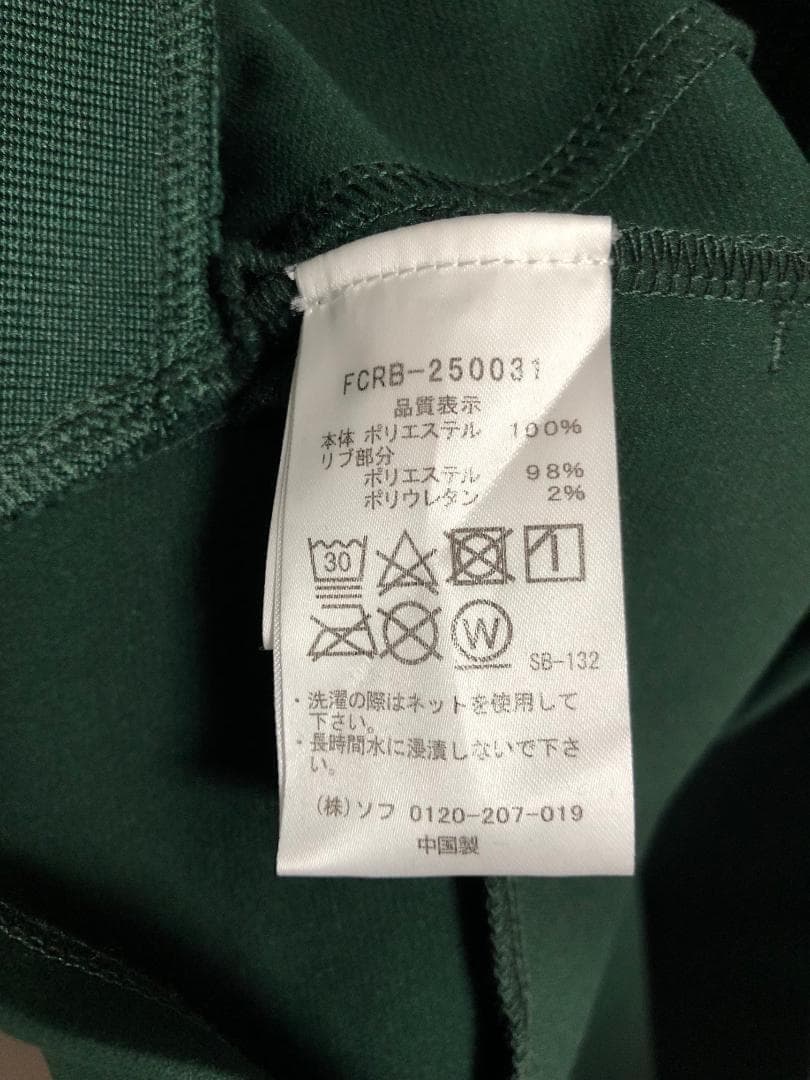 FCRB-250031
品質表示
本体 ポリエステル 100%
リブ部分
ポリエステル 98%
ポリウレタン 2%
30
W
SB-132
・洗濯の際はネットを使用して
下さい。
・長時間水に浸漬しないで下さ
い。
(株)ソフ 0120-207-019
中国製